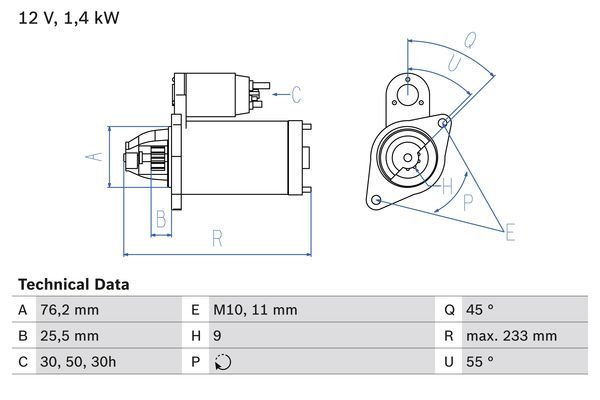 12 V, 1,4 kW
Q
U
C
A
B
H
P
R
E
Technical Data
A 76,2 mm E M10, 11 mm Q 45 °
B 25,5 mm H 9 R max. 233 mm
C 30, 50, 30h P U 55 °